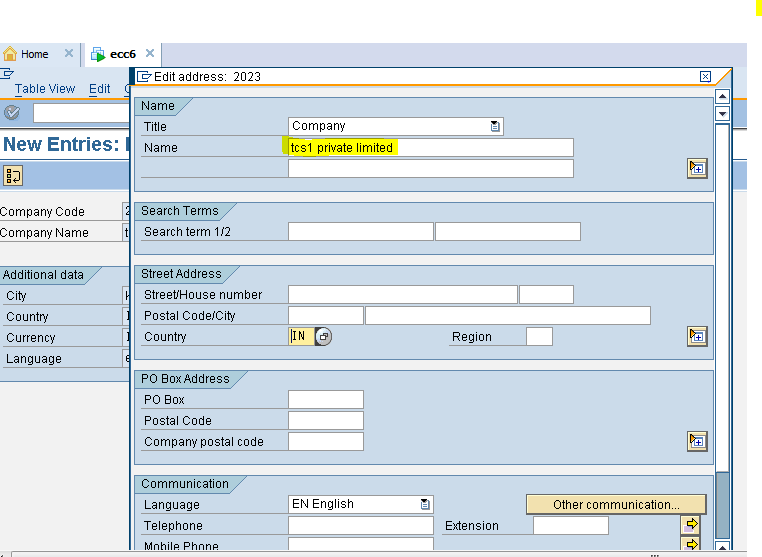 Home
ecc6
Edit address: 2023
Table View Edit
Name
Title Company
New Entries:
Name tcs1 private limited
Search Terms
Company Code 2
Search term 1/2
Company Name t
Additional data
Street Address
City k
Street/House number
Country I
Postal Code/City
Currency I
Country IN Region
Language e
PO Box Address
PO Box
Postal Code
Company postal code
Communication
Language EN English Other communication...
Telephone Extension
Mobile Phone